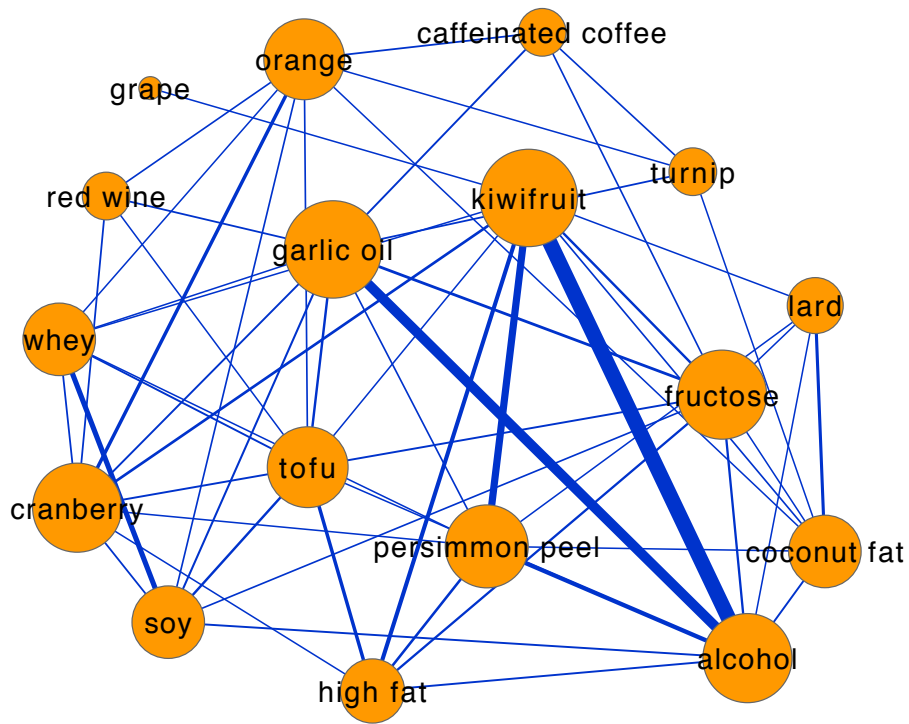 caffeinated coffee
orange
grape
turnip
red wine
kiwifruit
garlic oil
lard
whey
fructose
tofu
cranberry
persimmon peel
coconut fat
soy
alcohol
high fat